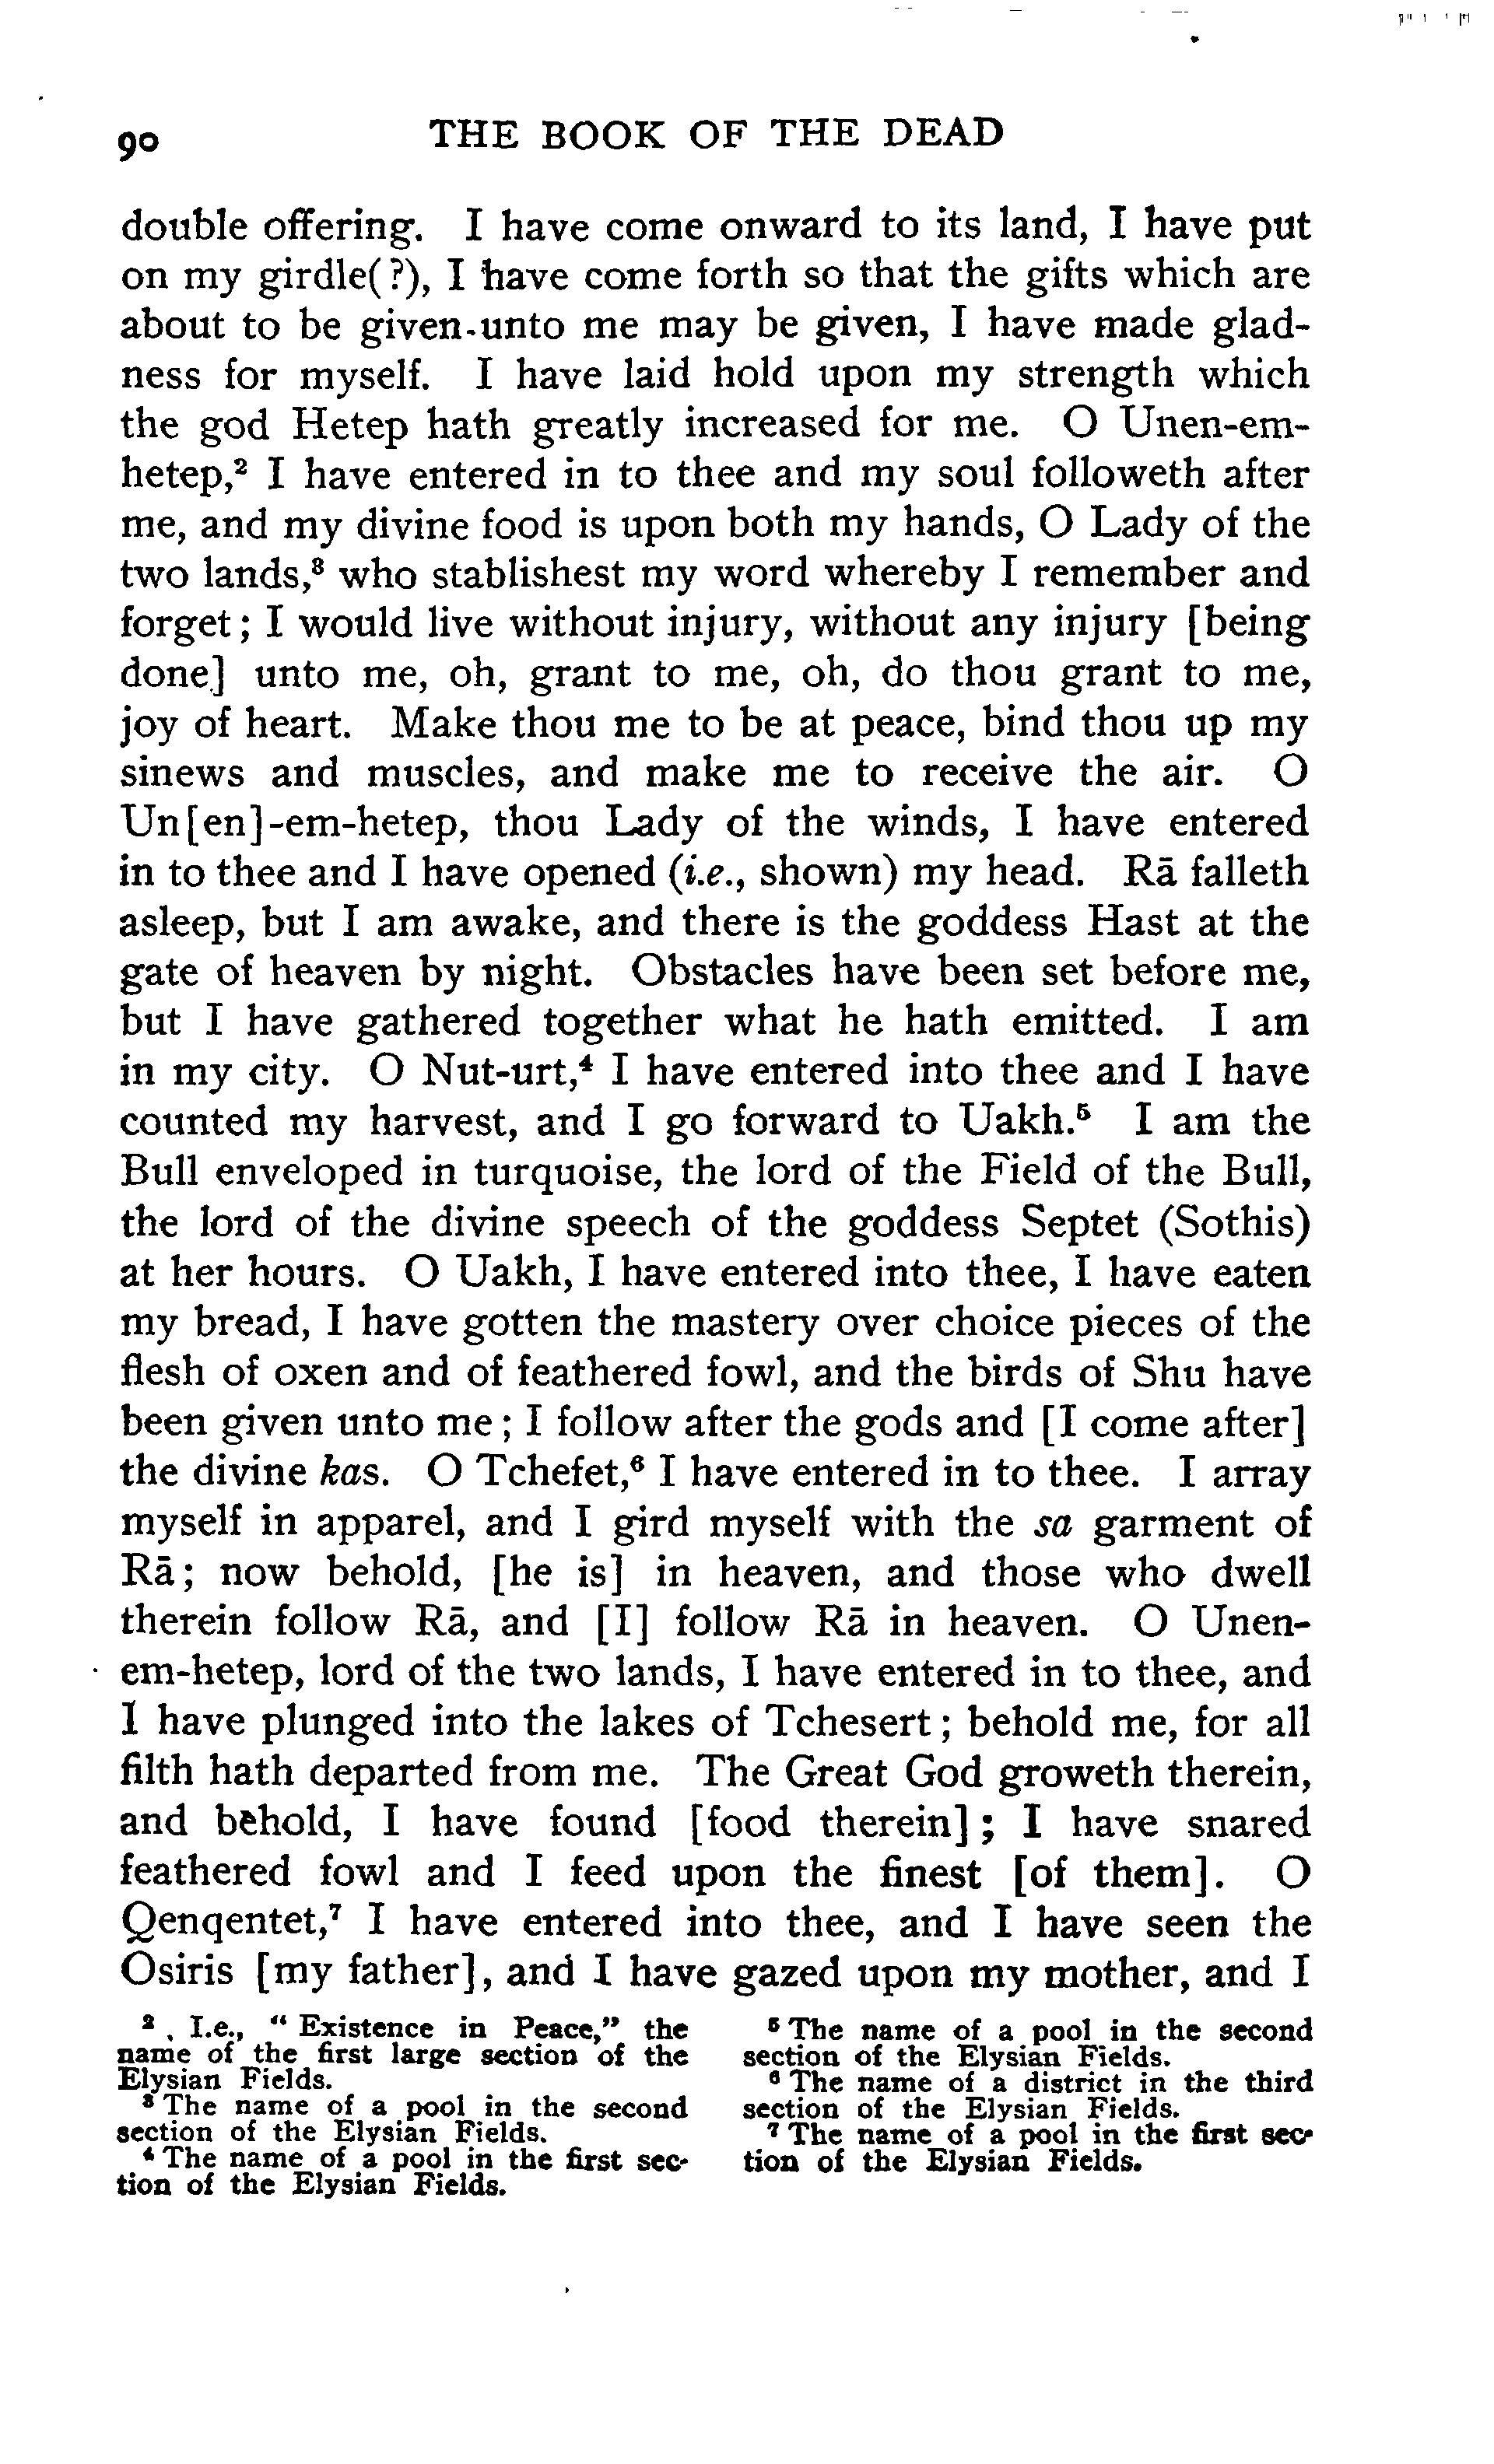 90 THE BOOK OF THE DEAD
double offering. I have come onward to its land, I have put
on my girdle(?), I have come forth so that the gifts which are
about to be given unto me may be given, I have made glad-
ness for myself. I have laid hold upon my strength which
the god Hetep hath greatly increased for me. O Unen-em-
hetep,² I have entered in to thee and my soul followeth after
me, and my divine food is upon both my hands, O Lady of the
two lands,³ who stablishest my word whereby I remember and
forget; I would live without injury, without any injury [being
done] unto me, oh, grant to me, oh, do thou grant to me,
joy of heart. Make thou me to be at peace, bind thou up my
sinews and muscles, and make me to receive the air. O
Un[en]-em-hetep, thou Lady of the winds, I have entered
in to thee and I have opened (i.e., shown) my head. Rā falleth
asleep, but I am awake, and there is the goddess Hast at the
gate of heaven by night. Obstacles have been set before me,
but I have gathered together what he hath emitted. I am
in my city. O Nut-urt,⁴ I have entered into thee and I have
counted my harvest, and I go forward to Uakh.⁵ I am the
Bull enveloped in turquoise, the lord of the Field of the Bull,
the lord of the divine speech of the goddess Septet (Sothis)
at her hours. O Uakh, I have entered into thee, I have eaten
my bread, I have gotten the mastery over choice pieces of the
flesh of oxen and of feathered fowl, and the birds of Shu have
been given unto me; I follow after the gods and [I come after]
the divine kas. O Tchefet,⁶ I have entered in to thee. I array
myself in apparel, and I gird myself with the sa garment of
Rā; now behold, [he is] in heaven, and those who dwell
therein follow Rā, and [I] follow Rā in heaven. O Unen-
em-hetep, lord of the two lands, I have entered in to thee, and
I have plunged into the lakes of Tchesert; behold me, for all
filth hath departed from me. The Great God groweth therein,
and behold, I have found [food therein]; I have snared
feathered fowl and I feed upon the finest [of them]. O
Qenqentet,⁷ I have entered into thee, and I have seen the
Osiris [my father], and I have gazed upon my mother, and I
² I.e., “Existence in Peace,” the
name of the first large section of the
Elysian Fields.
³ The name of a pool in the second
section of the Elysian Fields.
⁴ The name of a pool in the first sec-
tion of the Elysian Fields.
⁵ The name of a pool in the second
section of the Elysian Fields.
⁶ The name of a district in the third
section of the Elysian Fields.
⁷ The name of a pool in the first sec-
tion of the Elysian Fields.